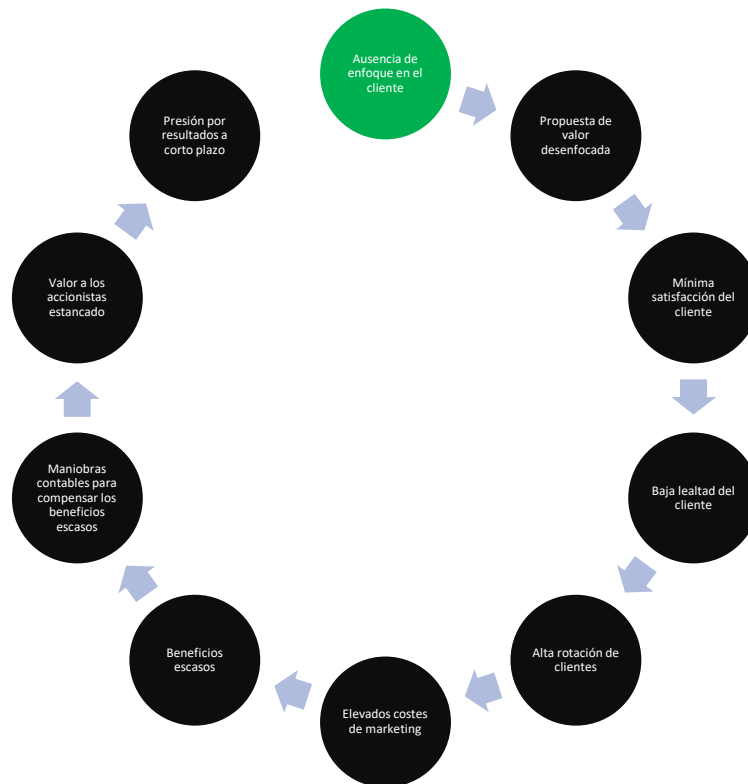 Ausencia de
enfoque en el
cliente
Propuesta de
valor
desenfocada
Mínima
satisfacción del
cliente
Baja lealtad del
cliente
Alta rotación de
clientes
Elevados costes
de marketing
Beneficios
escasos
Maniobras
contables para
compensar los
beneficios
escasos
Valor a los
accionistas
estancado
Presión por
resultados a
corto plazo